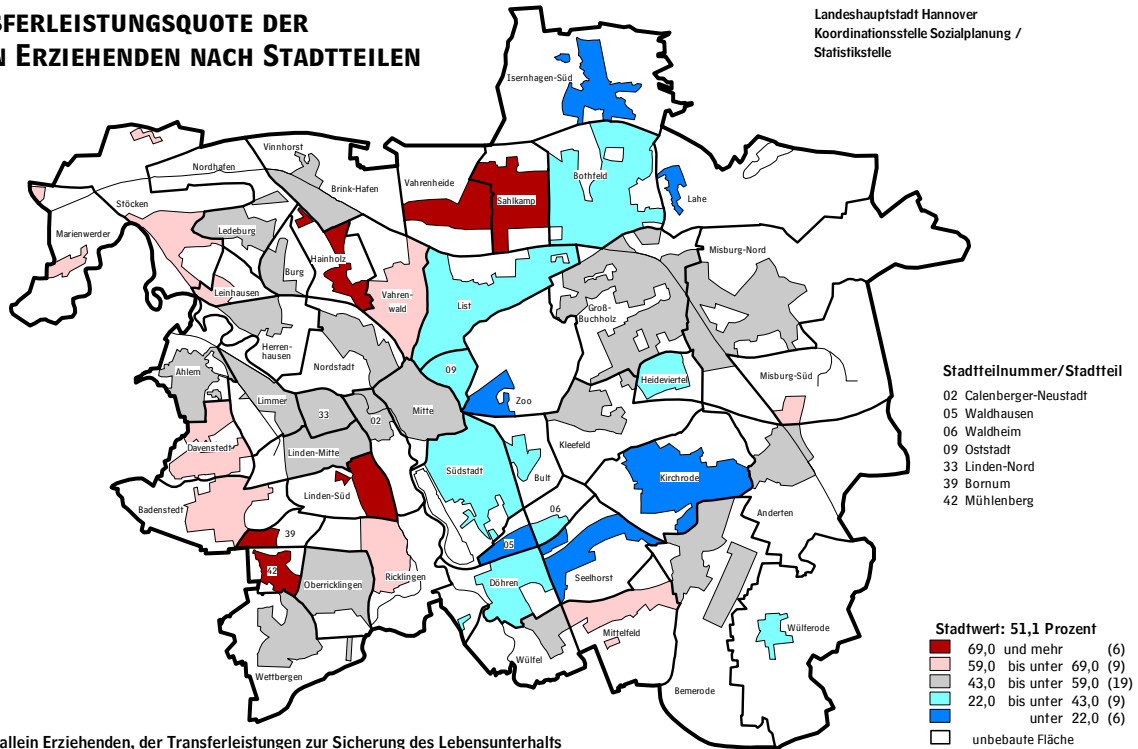 SFERLEISTUNGSQUOTE DER
N ERZIEHENDEN NACH STADTTEILEN
Landeshauptstadt Hannover
Koordinationsstelle Sozialplanung /
Statistikstelle
Isernhagen-Süd
Vinnhorst
Nordhafen
Brink-Hafen
Vahrenheide
Sahlkamp
Bothfeld
Lahe
Stöcken
Marienwerder
Ledeburg
Hainholz
Burg
Misburg-Nord
Leinhausen
Vahren-
wald
List
Groß-
Buchholz
Herren-
hausen
Nordstadt
Ahlem
09
Zoo
Heideviertel
Misburg-Süd
Limmer
33
02
Mitte
Davenstedt
Linden-Mitte
Kleefeld
Südstadt
Bult
Kirchrode
Linden-Süd
Badenstedt
06
Anderten
39
05
42
Oberricklingen
Ricklingen
Döhren
Seelhorst
Mittelfeld
Wülferode
Wülfel
Wettbergen
Bemerode
Stadtteilnummer/Stadtteil
02 Calenberger-Neustadt
05 Waldhausen
06 Waldheim
09 Oststadt
33 Linden-Nord
39 Bornum
42 Mühlenberg
Stadtwert: 51,1 Prozent
69,0 und mehr (6)
59,0 bis unter 69,0 (9)
43,0 bis unter 59,0 (19)
22,0 bis unter 43,0 (9)
unter 22,0 (6)
unbebaute Fläche
allein Erziehenden, der Transferleistungen zur Sicherung des Lebensunterhalts